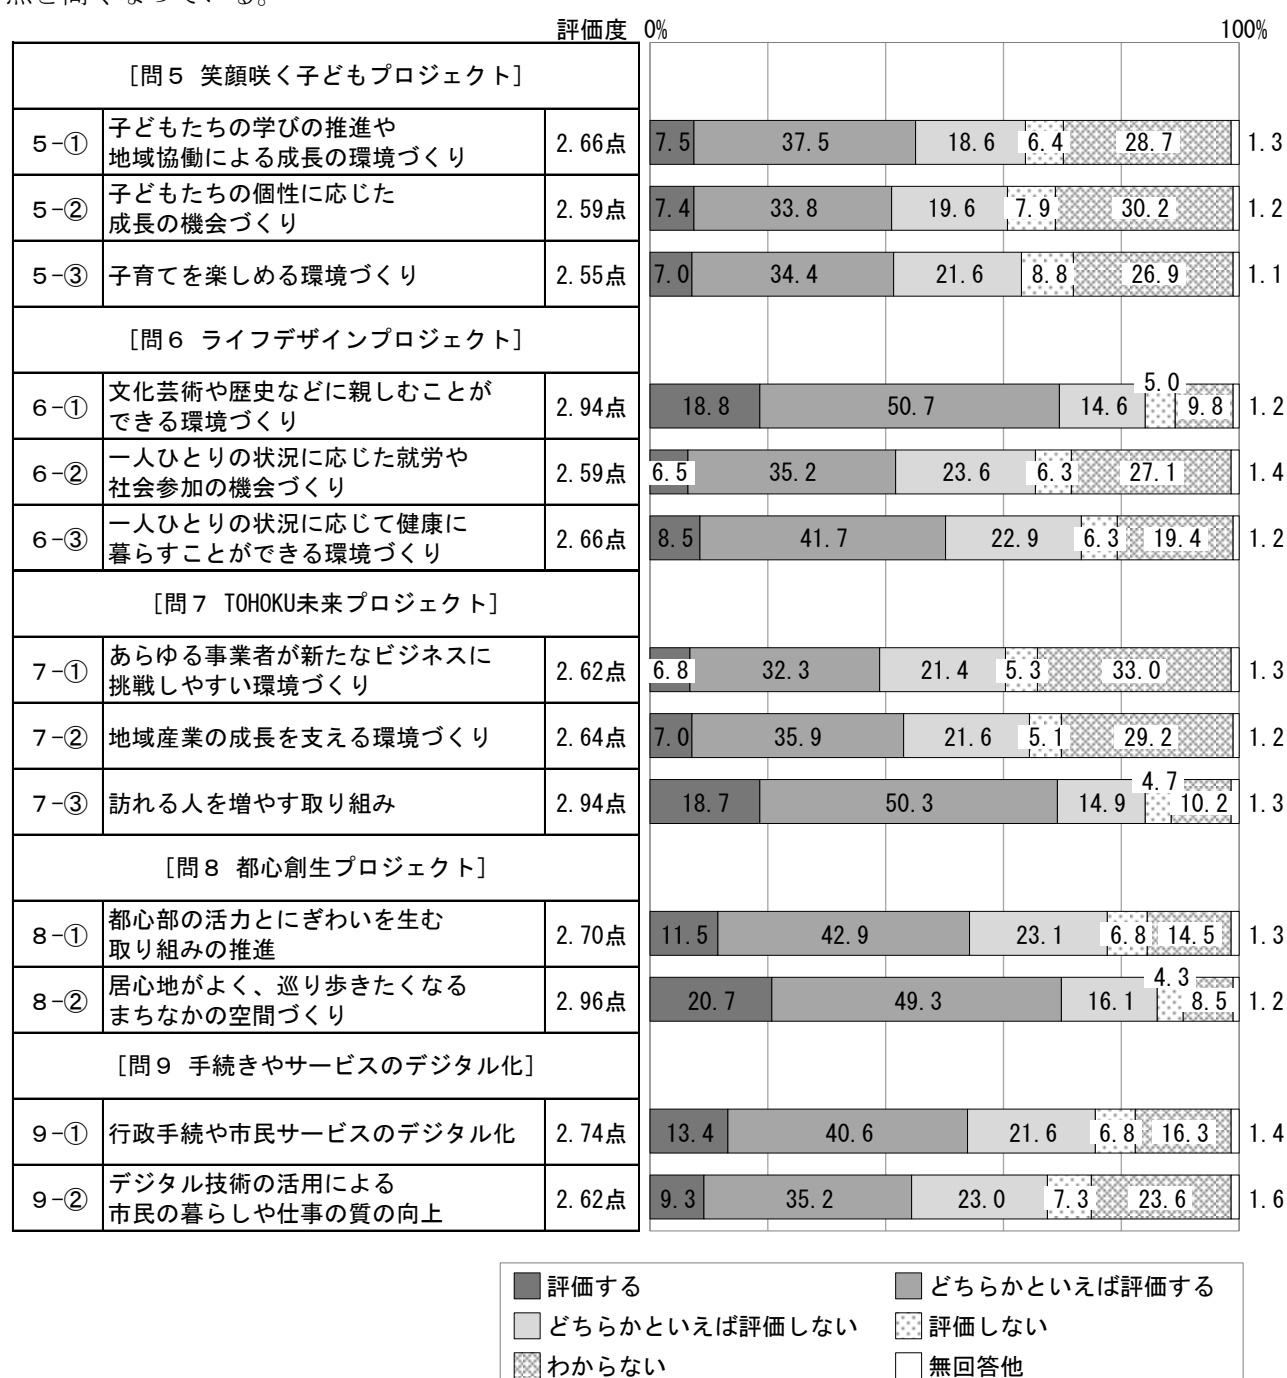 点と高くなっている。
評価度 0% 100%
[問５ 笑顔咲く子どもプロジェクト]
５-① 子どもたちの学びの推進や
地域協働による成長の環境づくり 2.66点 7.5 37.5 18.6 6.4 28.7 1.3
５-② 子どもたちの個性に応じた
成長の機会づくり 2.59点 7.4 33.8 19.6 7.9 30.2 1.2
５-③ 子育てを楽しめる環境づくり 2.55点 7.0 34.4 21.6 8.8 26.9 1.1
[問６ ライフデザインプロジェクト]
６-① 文化芸術や歴史などに親しむことが
できる環境づくり 2.94点 18.8 50.7 14.6 5.0 9.8 1.2
６-② 一人ひとりの状況に応じた就労や
社会参加の機会づくり 2.59点 6.5 35.2 23.6 6.3 27.1 1.4
６-③ 一人ひとりの状況に応じて健康に
暮らすことができる環境づくり 2.66点 8.5 41.7 22.9 6.3 19.4 1.2
[問７ TOHOKU未来プロジェクト]
７-① あらゆる事業者が新たなビジネスに
挑戦しやすい環境づくり 2.62点 6.8 32.3 21.4 5.3 33.0 1.3
７-② 地域産業の成長を支える環境づくり 2.64点 7.0 35.9 21.6 5.1 29.2 1.2
７-③ 訪れる人を増やす取り組み 2.94点 18.7 50.3 14.9 4.7 10.2 1.3
[問８ 都心創生プロジェクト]
８-① 都心部の活力とにぎわいを生む
取り組みの推進 2.70点 11.5 42.9 23.1 6.8 14.5 1.3
８-② 居心地がよく、巡り歩きたくなる
まちなかの空間づくり 2.96点 20.7 49.3 16.1 4.3 8.5 1.2
[問９ 手続きやサービスのデジタル化]
９-① 行政手続や市民サービスのデジタル化 2.74点 13.4 40.6 21.6 6.8 16.3 1.4
９-② デジタル技術の活用による
市民の暮らしや仕事の質の向上 2.62点 9.3 35.2 23.0 7.3 23.6 1.6
評価する どちらかといえば評価する
どちらかといえば評価しない 評価しない
わからない 無回答他